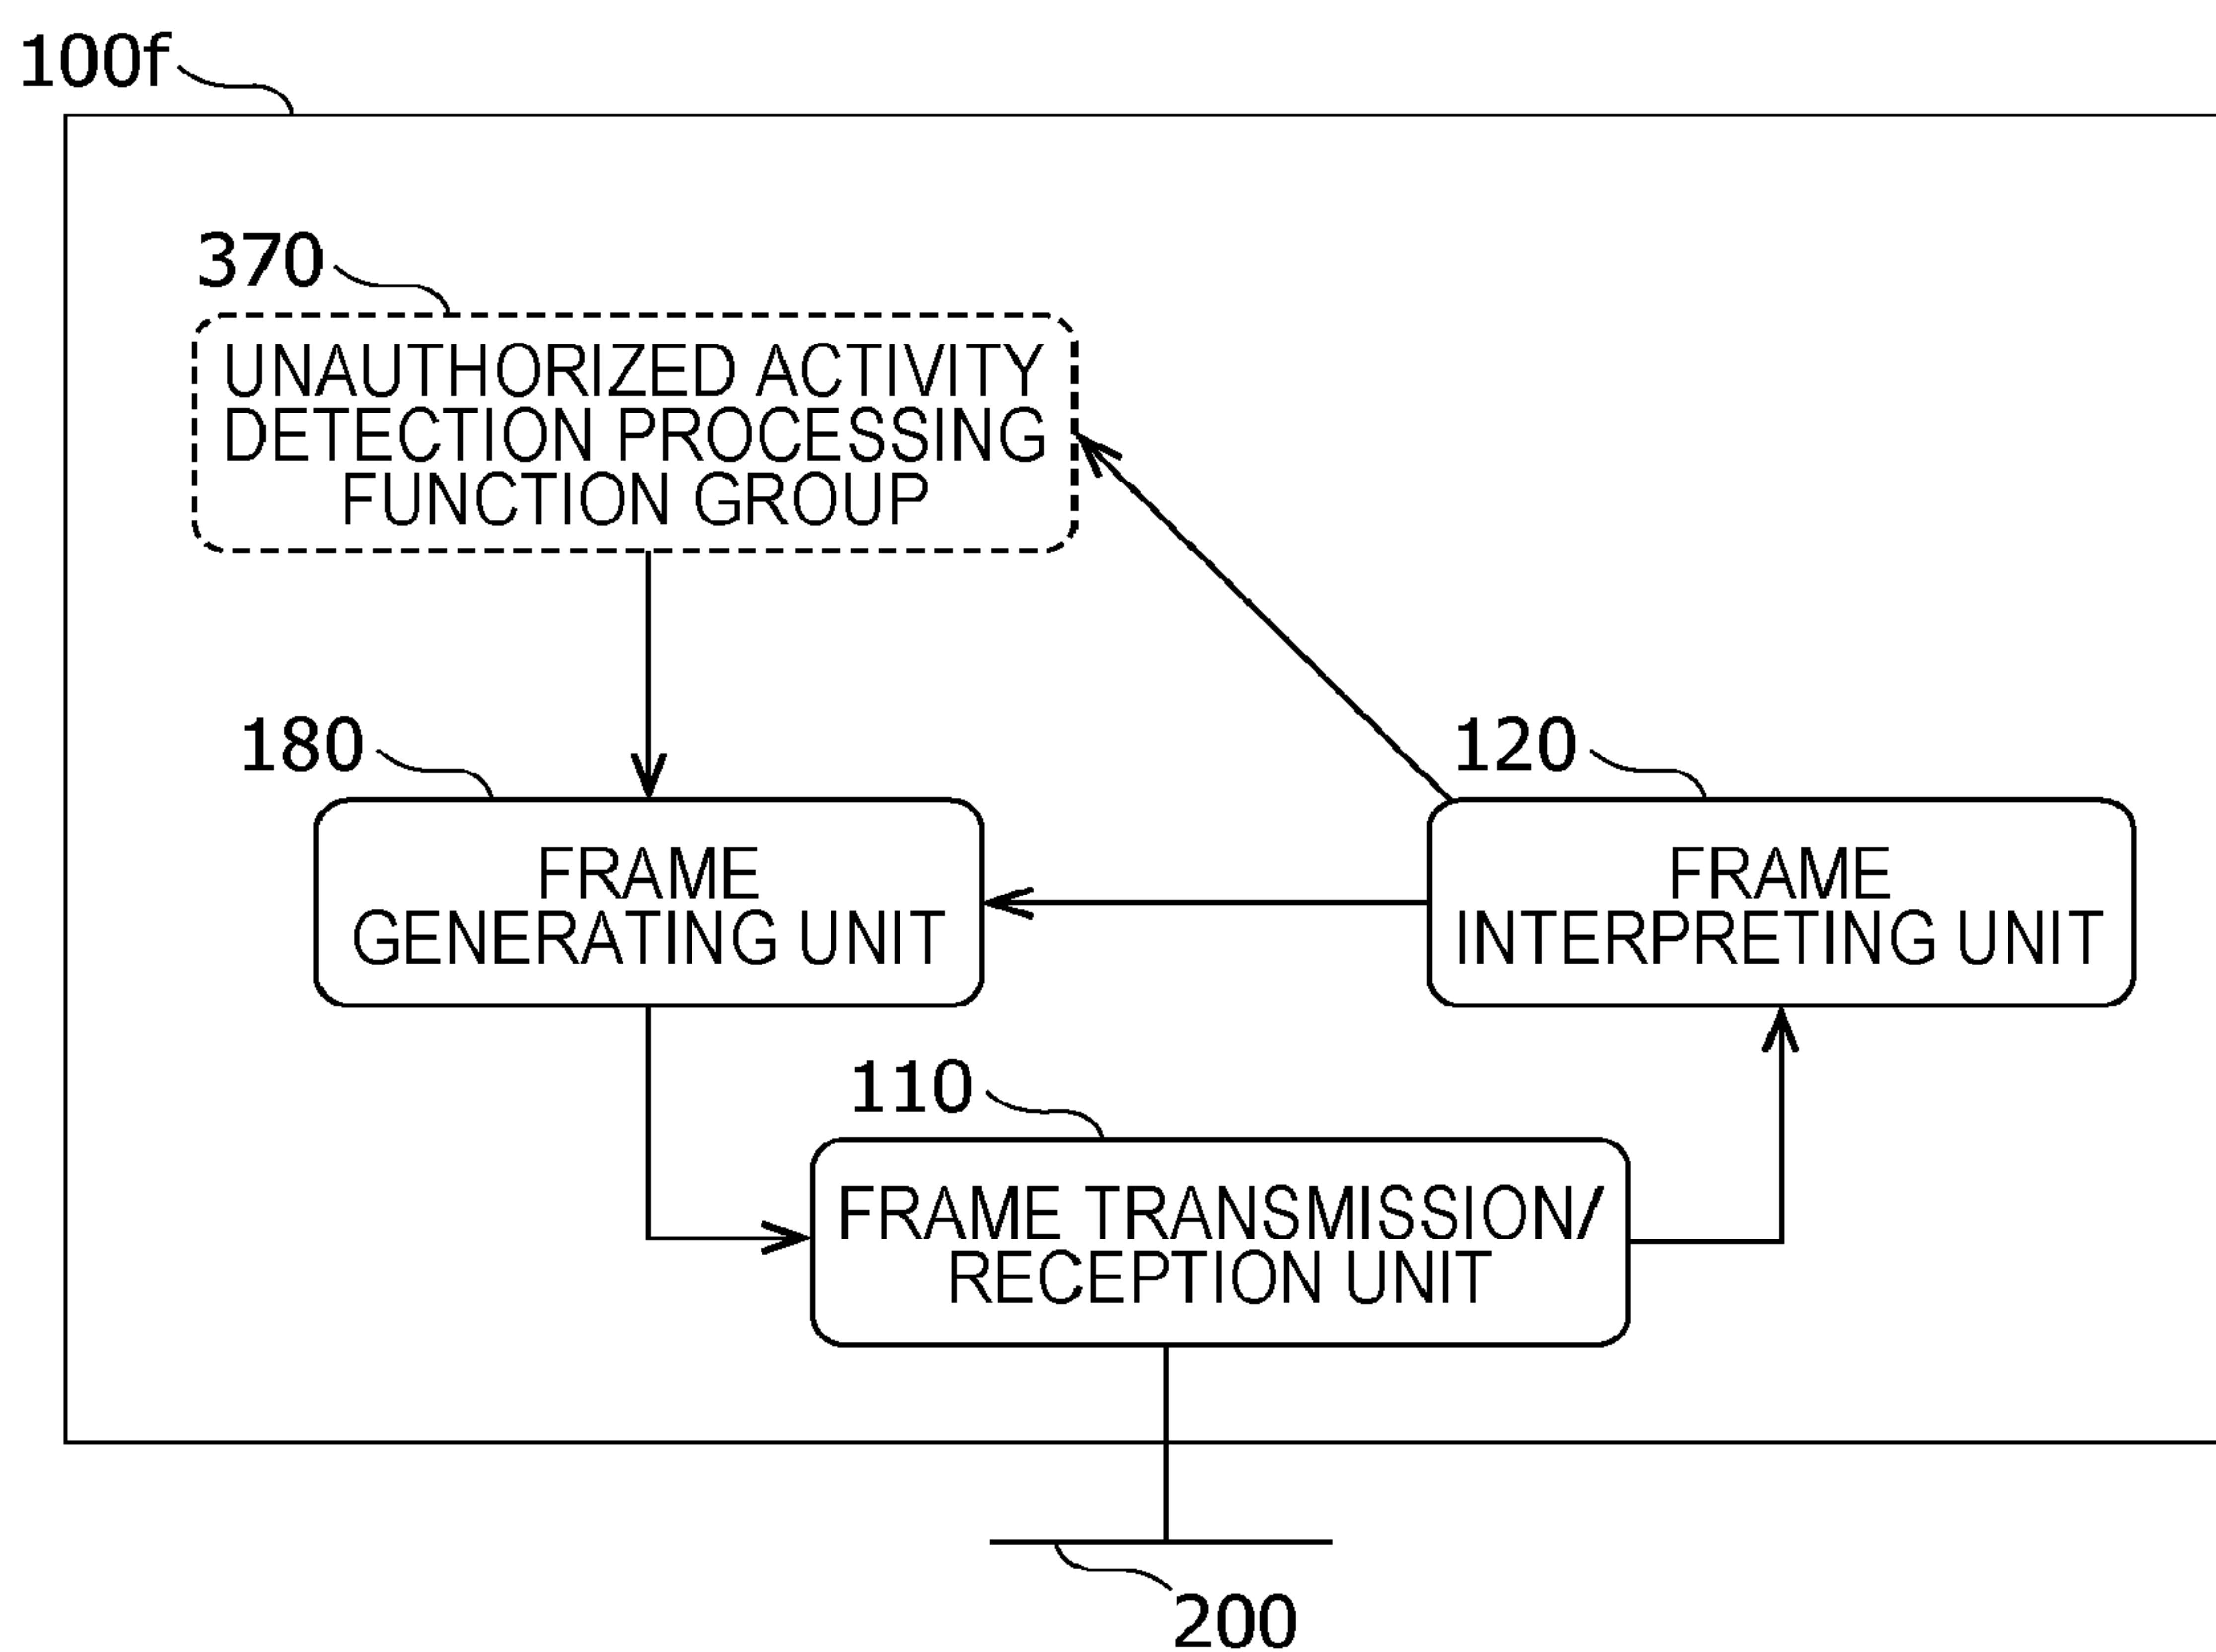 100f
370
UNAUTHORIZED ACTIVITY
DETECTION PROCESSING
FUNCTION GROUP
180
120
FRAME
GENERATING UNIT
FRAME
INTERPRETING UNIT
110
FRAME TRANSMISSION/
RECEPTION UNIT
200